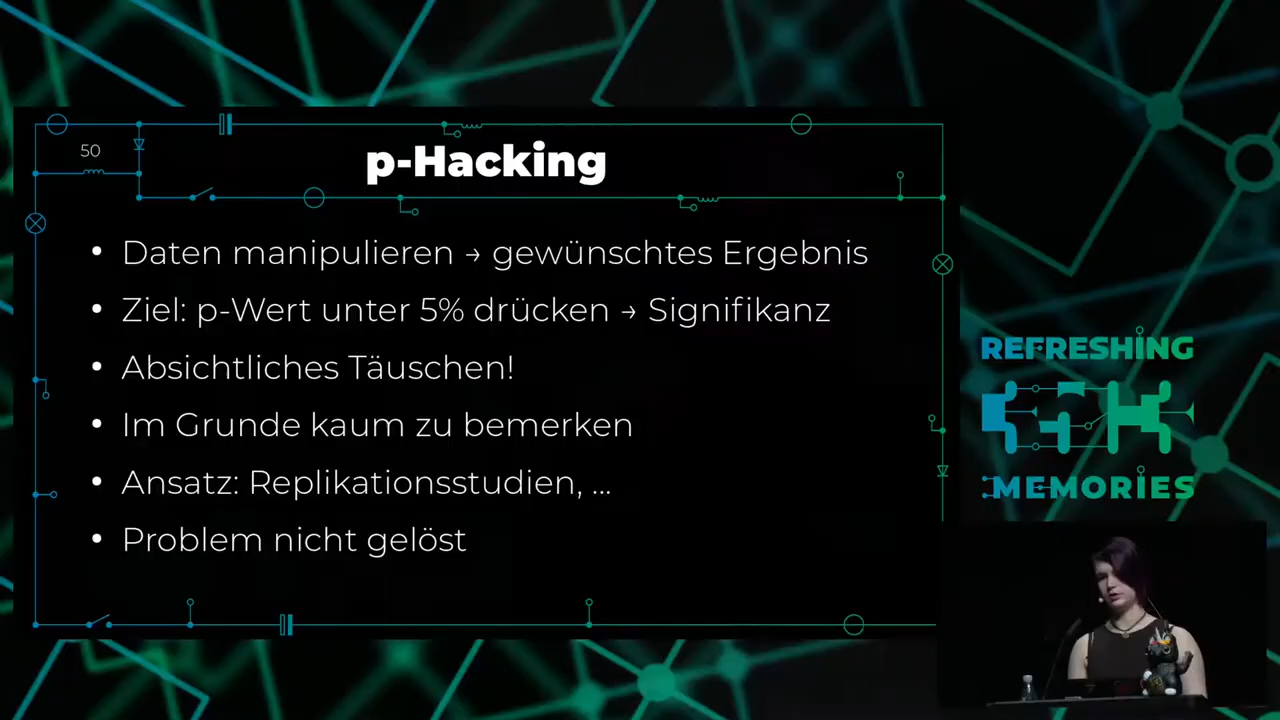 50
p-Hacking
• Daten manipulieren → gewünschtes Ergebnis
• Ziel: p-Wert unter 5% drücken → Signifikanz
• Absichtliches Täuschen!
• Im Grunde kaum zu bemerken
• Ansatz: Replikationsstudien, ...
• Problem nicht gelöst
REFRESHING
MEMORIES